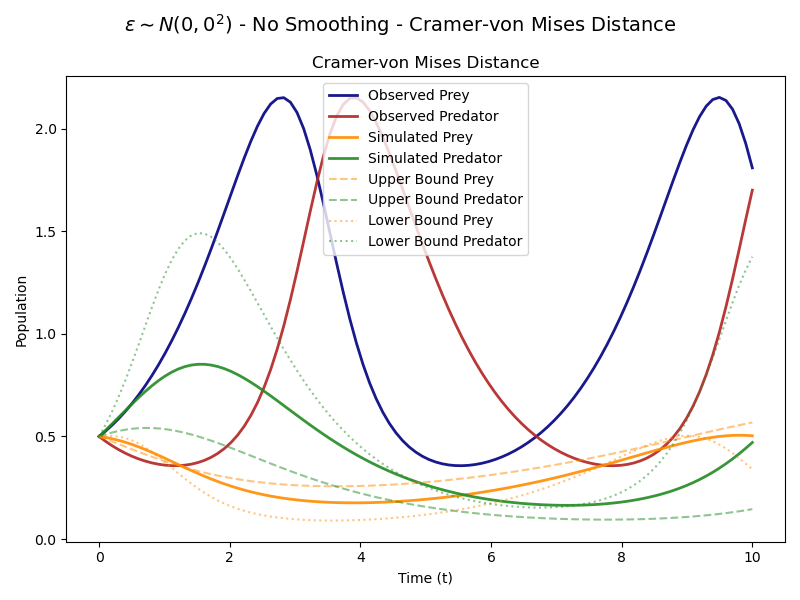 ε ~ N(0, 0²) - No Smoothing - Cramer-von Mises Distance
Cramer-von Mises Distance
Observed Prey
Observed Predator
Simulated Prey
Simulated Predator
Upper Bound Prey
Upper Bound Predator
Lower Bound Prey
Lower Bound Predator
Population
2.0
1.5
1.0
0.5
0.0
0 2 4 6 8 10
Time (t)